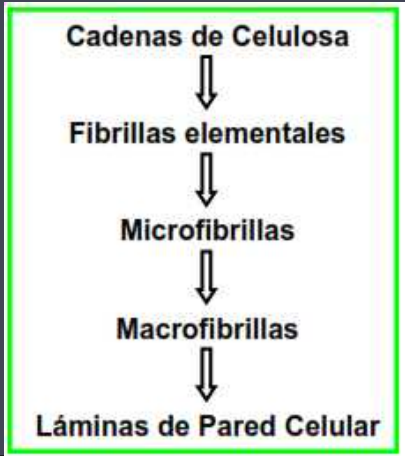 Cadenas de Celulosa
Fibrillas elementales
Microfibrillas
Macrofibrillas
Láminas de Pared Celular